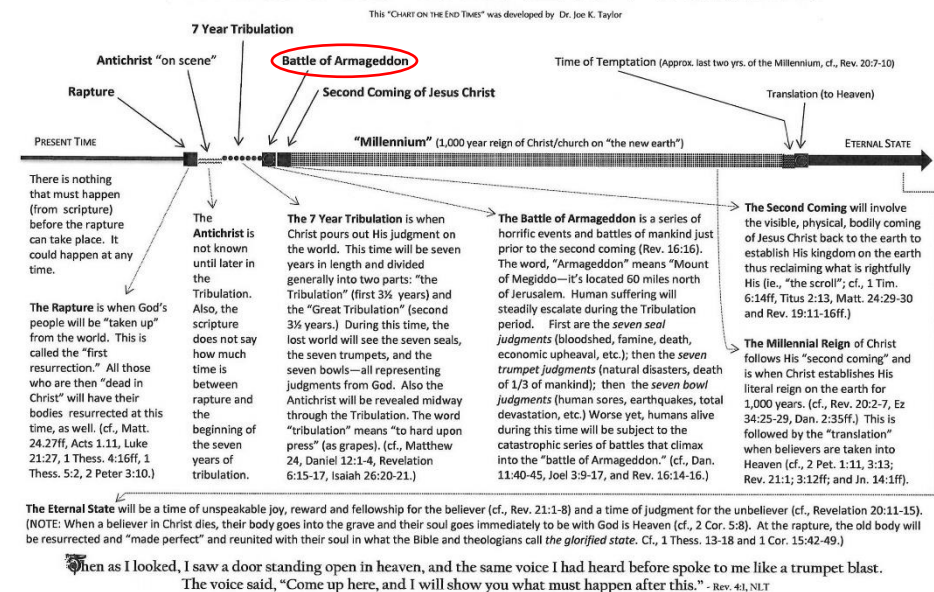 This "CHART ON THE END TIMES" was developed by Dr. Joe K. Taylor
7 Year Tribulation
Antichrist "on scene"
Battle of Armageddon
Time of Temptation (Approx. last two yrs. of the Millennium, cf., Rev. 20:7-10)
Rapture
Second Coming of Jesus Christ
Translation (to Heaven)
PRESENT TIME
"Millennium" (1,000 year reign of Christ/church on "the new earth")
ETERNAL STATE
There is nothing
that must happen
(from scripture)
before the rapture
can take place. It
could happen at any
time.
The Rapture is when God's
people will be "taken up"
from the world. This is
called the "first
resurrection." All those
who are then "dead in
Christ" will have their
bodies resurrected at this
time, as well. (cf., Matt.
24.27ff, Acts 1.11, Luke
21:27, 1 Thess. 4:16ff, 1
Thess. 5:2, 2 Peter 3:10.)
The
Antichrist is
not known
until later in
the
Tribulation.
Also, the
scripture
does not say
how much
time is
between
rapture and
the
beginning of
the seven
years of
tribulation.
The 7 Year Tribulation is when
Christ pours out His judgment on
the world. This time will be seven
years in length and divided
generally into two parts: "the
Tribulation" (first 3½ years) and
the "Great Tribulation" (second
3½ years.) During this time, the
lost world will see the seven seals,
the seven trumpets, and the
seven bowls—all representing
judgments from God. Also the
Antichrist will be revealed midway
through the Tribulation. The word
"tribulation" means "to hard upon
press" (as grapes). (cf., Matthew
24, Daniel 12:1-4, Revelation
6:15-17, Isaiah 26:20-21.)
The Battle of Armageddon is a series of
horrific events and battles of mankind just
prior to the second coming (Rev. 16:16).
The word, "Armageddon" means "Mount
of Megiddo—it's located 60 miles north
of Jerusalem. Human suffering will
steadily escalate during the Tribulation
period. First are the seven seal
judgments (bloodshed, famine, death,
economic upheaval, etc.); then the seven
trumpet judgments (natural disasters, death
of 1/3 of mankind); then the seven bowl
judgments (human sores, earthquakes, total
devastation, etc.) Worse yet, humans alive
during this time will be subject to the
catastrophic series of battles that climax
into the "battle of Armageddon." (cf., Dan.
11:40-45, Joel 3:9-17, and Rev. 16:14-16.)
The Second Coming will involve
the visible, physical, bodily coming
of Jesus Christ back to the earth to
establish His kingdom on the earth
thus reclaiming what is rightfully
His (ie., "the scroll"; cf., 1 Tim.
6:14ff, Titus 2:13, Matt. 24:29-30
and Rev. 19:11-16ff.)
The Millennial Reign of Christ
follows His "second coming" and
is when Christ establishes His
literal reign on the earth for
1,000 years. (cf., Rev. 20:2-7, Ez
34:25-29, Dan. 2:35ff.) This is
followed by the "translation"
when believers are taken into
Heaven (cf., 2 Pet. 1:11, 3:13;
Rev. 21:1; 3:12ff; and Jn. 14:1ff).
The Eternal State will be a time of unspeakable joy, reward and fellowship for the believer (cf., Rev. 21:1-8) and a time of judgment for the unbeliever (cf., Revelation 20:11-15).
(NOTE: When a believer in Christ dies, their body goes into the grave and their soul goes immediately to be with God is Heaven (cf., 2 Cor. 5:8). At the rapture, the old body will
be resurrected and "made perfect" and reunited with their soul in what the Bible and theologians call the glorified state. Cf., 1 Thess. 13-18 and 1 Cor. 15:42-49.)
Then as I looked, I saw a door standing open in heaven, and the same voice I had heard before spoke to me like a trumpet blast.
The voice said, "Come up here, and I will show you what must happen after this." - Rev. 4:1, NLT